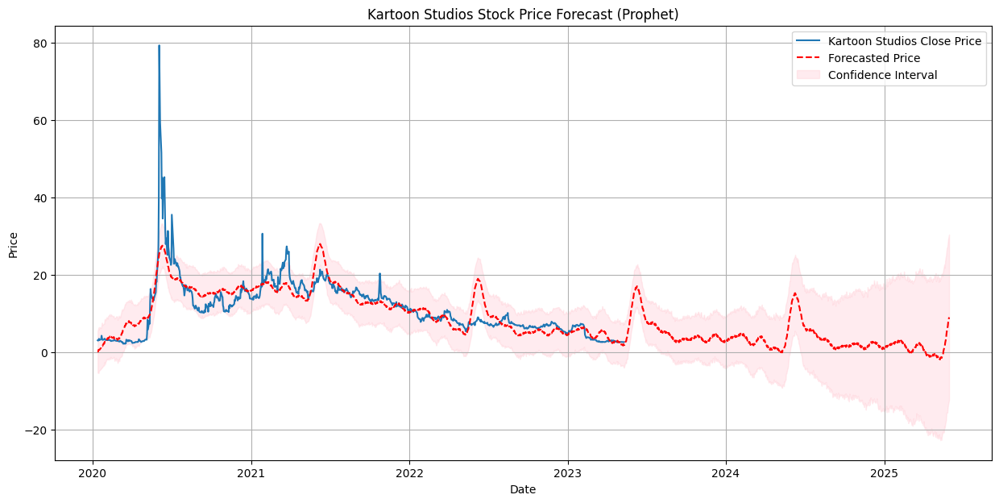 Kartoon Studios Stock Price Forecast (Prophet)
Kartoon Studios Close Price
Forecasted Price
Confidence Interval
Price
80
60
40
20
0
−20
2020
2021
2022
2023
2024
2025
Date